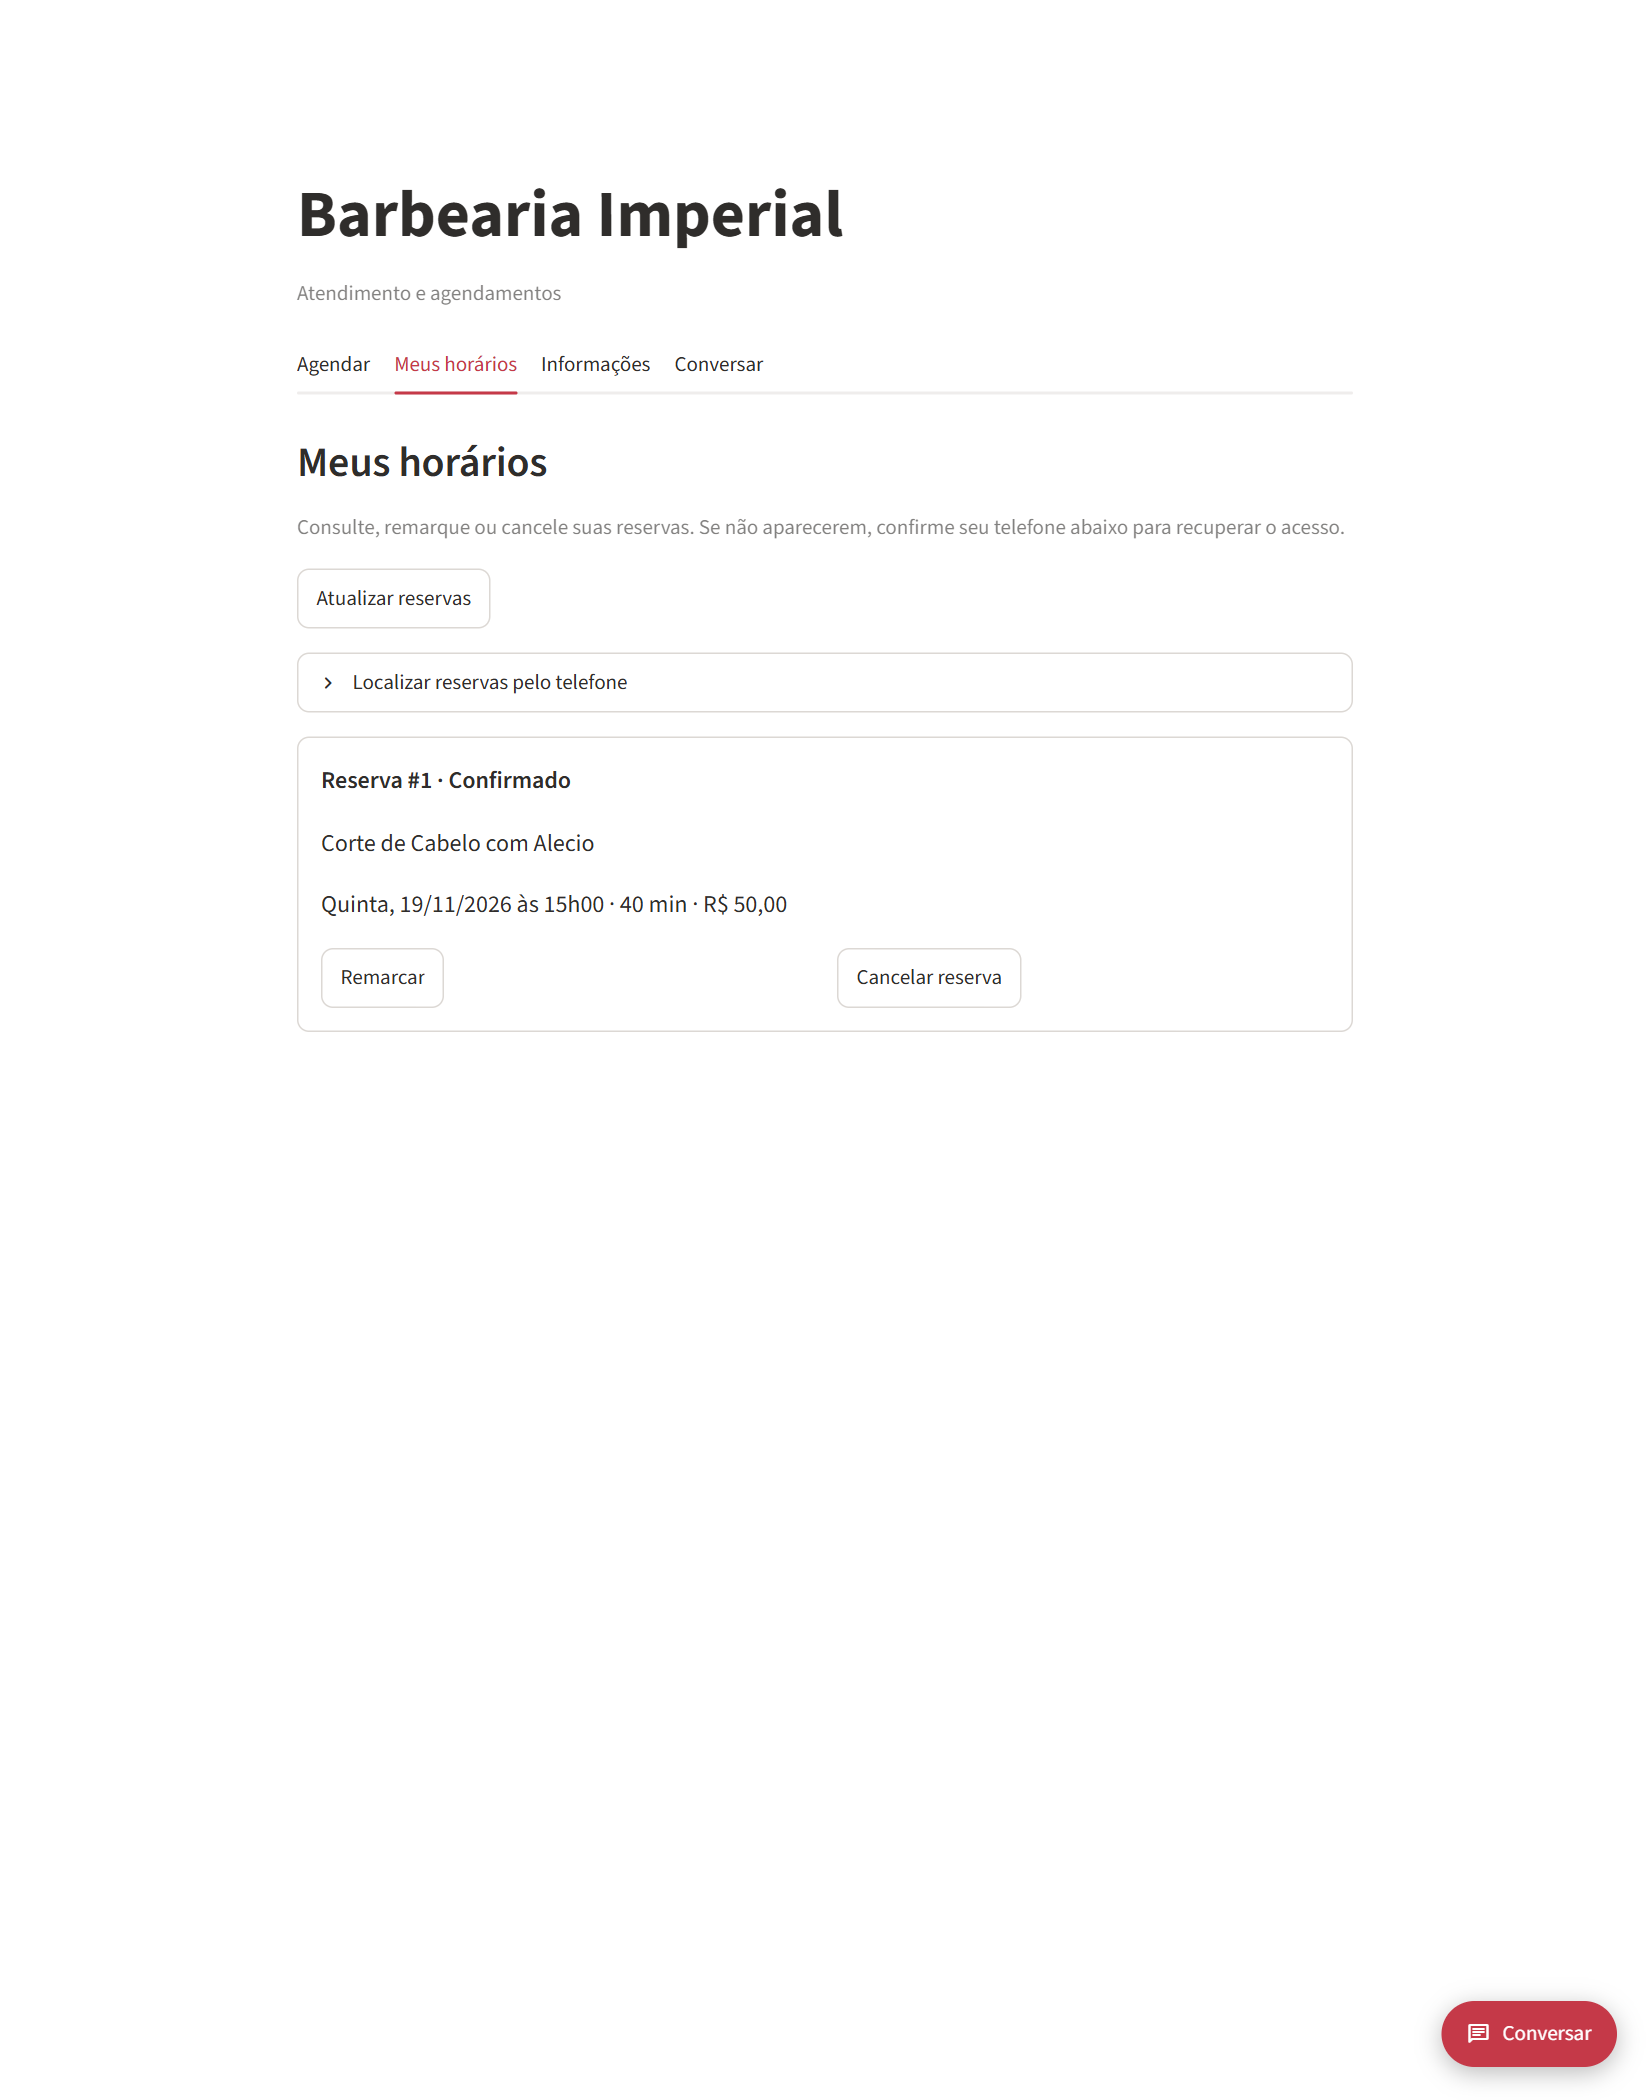 Barbearia Imperial
Atendimento e agendamentos
Agendar
Meus horários
Informações
Conversar
Meus horários
Consulte, remarque ou cancele suas reservas. Se não aparecerem, confirme seu telefone abaixo para recuperar o acesso.
Atualizar reservas
Localizar reservas pelo telefone
Reserva #1 · Confirmado
Corte de Cabelo com Alecio
Quinta, 19/11/2026 às 15h00 · 40 min · R$ 50,00
Remarcar
Cancelar reserva
Conversar